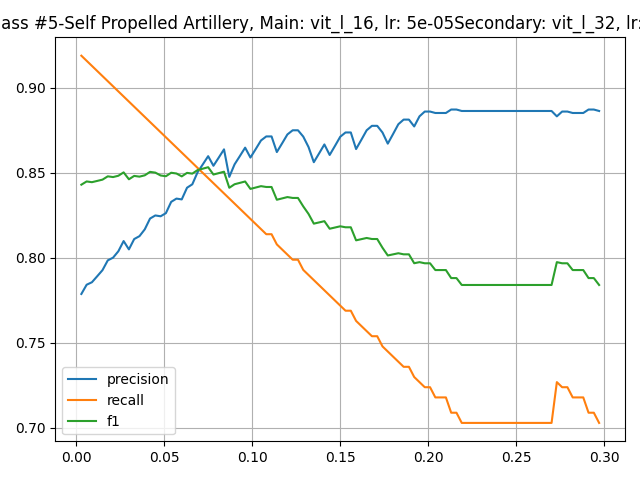 ass #5-Self Propelled Artillery, Main: vit_l_16, lr: 5e-05Secondary: vit_l_32, lr:
0.90
0.85
0.80
0.75
0.70
precision
recall
f1
0.00 0.05 0.10 0.15 0.20 0.25 0.30